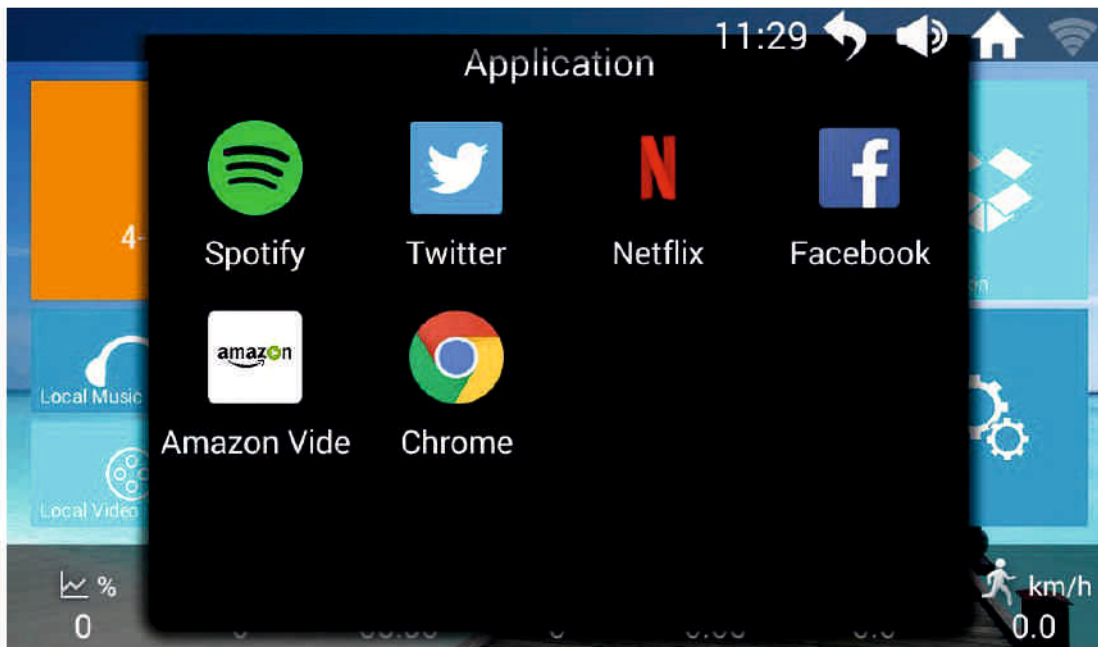 11:29
Application
4-
Spotify Twitter Netflix Facebook
amazon
Amazon Vide Chrome
Local Music
Local Video
% km/h
0 0.0